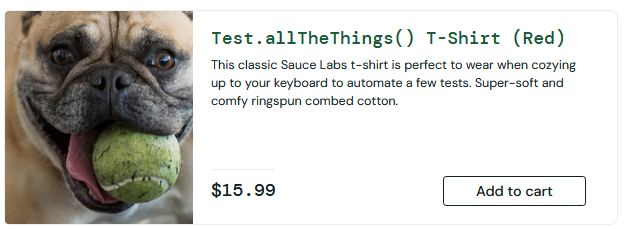 Test.allTheThings() T-Shirt (Red)
This classic Sauce Labs t-shirt is perfect to wear when cozying
up to your keyboard to automate a few tests. Super-soft and
comfy ringspun combed cotton.
$15.99
Add to cart